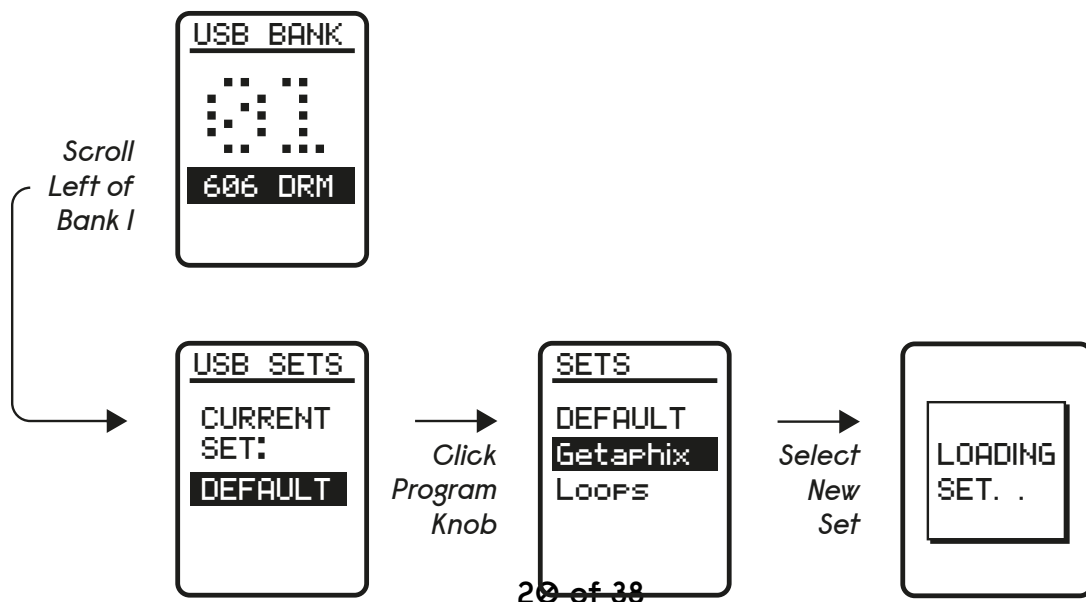 USB BANK
01
606 DRM
Scroll
Left of
Bank I
USB SETS
CURRENT
SET:
DEFAULT
Click
Program
Knob
SETS
DEFAULT
Getaphix
Loops
Select
New
Set
LOADING
SET. .
20 of 38